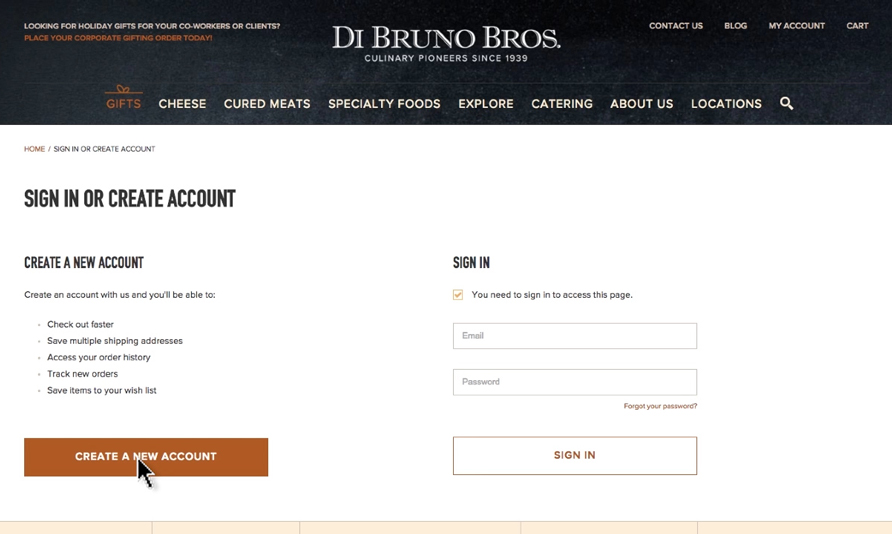 LOOKING FOR HOLIDAY GIFTS FOR YOUR CO-WORKERS OR CLIENTS?
PLACE YOUR CORPORATE GIFTING ORDER TODAY!
DI BRUNO BROS.
CULINARY PIONEERS SINCE 1939
CONTACT US BLOG MY ACCOUNT CART
GIFTS CHEESE CURED MEATS SPECIALTY FOODS EXPLORE CATERING ABOUT US LOCATIONS
HOME / SIGN IN OR CREATE ACCOUNT
SIGN IN OR CREATE ACCOUNT
CREATE A NEW ACCOUNT
Create an account with us and you'll be able to:
Check out faster
Save multiple shipping addresses
Access your order history
Track new orders
Save items to your wish list
CREATE A NEW ACCOUNT
SIGN IN
You need to sign in to access this page.
Email
Password
Forgot your password?
SIGN IN